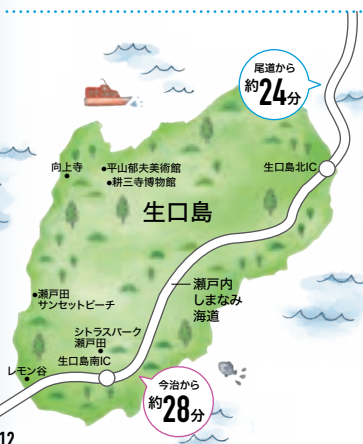 尾道から
約24分
生口島北IC
向上寺
平山郁夫美術館
耕三寺博物館
生口島
瀬戸内
しまなみ
海道
瀬戸田
サンセットビーチ
シトラスパーク
瀬戸田
生口島南IC
レモン谷
今治から
約28分
12